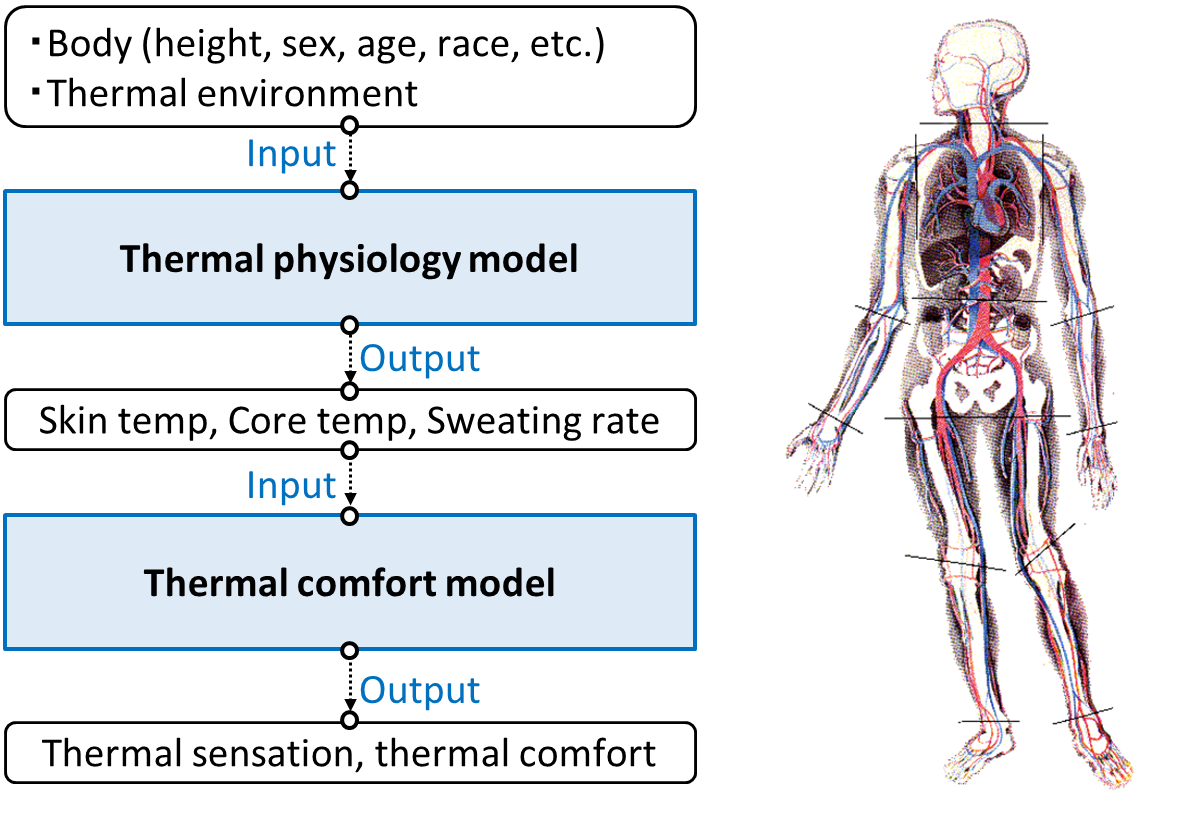 ・Body (height, sex, age, race, etc.)
・Thermal environment
Input
Thermal physiology model
Output
Skin temp, Core temp, Sweating rate
Input
Thermal comfort model
Output
Thermal sensation, thermal comfort